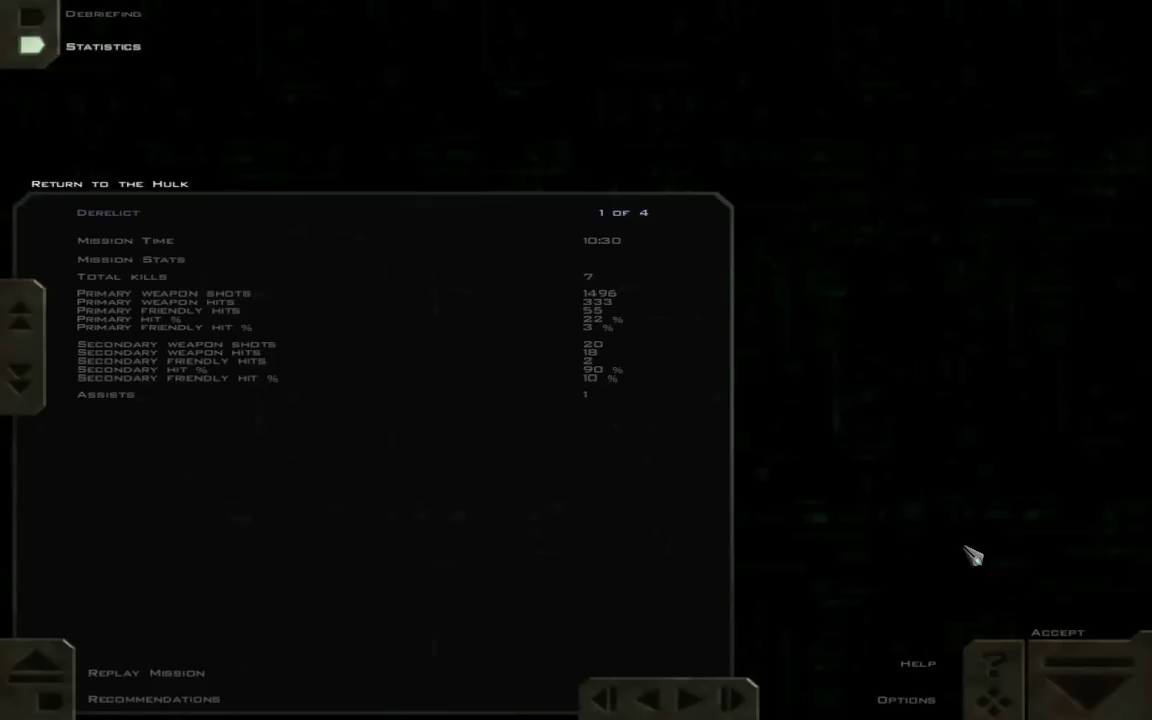 Debriefing
Statistics
Return to the Hulk
Derelict 1 of 4
Mission Time 10:30
Mission Stats
Total kills 7
Primary weapon shots 1496
Primary weapon hits 333
Primary friendly hits 55
Primary hit % 22 %
Primary friendly hit % 3 %
Secondary weapon shots 20
Secondary weapon hits 18
Secondary friendly hits 2
Secondary hit % 90 %
Secondary friendly hit % 10 %
Assists 1
Accept
Help
Replay Mission
Recommendations
Options